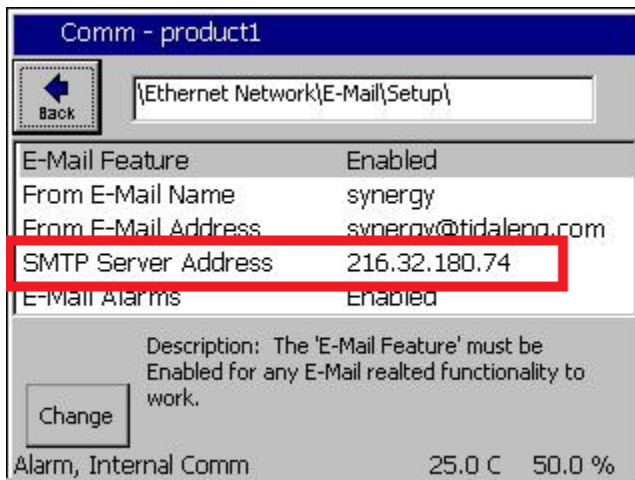 Comm - product1
Back
\Ethernet Network\E-Mail\Setup\
E-Mail Feature Enabled
From E-Mail Name synergy
From E-Mail Address synergy@tidaleng.com
SMTP Server Address 216.32.180.74
E-Mail Alarms Enabled
Description: The 'E-Mail Feature' must be
Enabled for any E-Mail realted functionality to
work.
Change
Alarm, Internal Comm 25.0 C 50.0 %